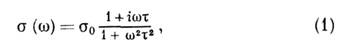 σ (ω) = σ₀ (1 + iωτ) / (1 + ω²τ²) , (1)